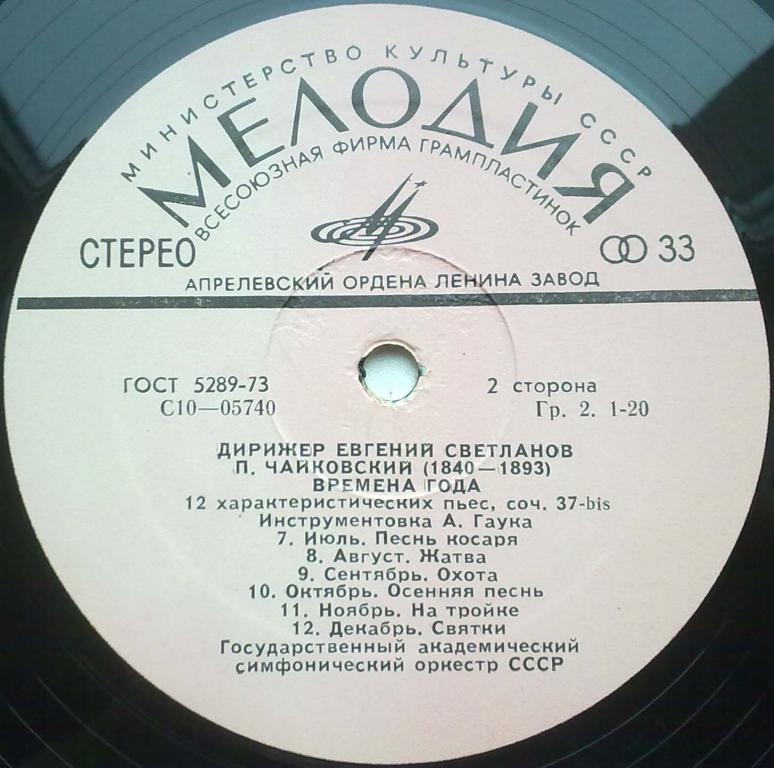 МИНИСТЕРСТВО КУЛЬТУРЫ СССР
МЕЛОДИЯ
ВСЕСОЮЗНАЯ ФИРМА ГРАМПЛАСТИНОК
СТЕРЕО
33
АПРЕЛЕВСКИЙ ОРДЕНА ЛЕНИНА ЗАВОД
ГОСТ 5289-73
2 сторона
С10—05740
Гр. 2. 1-20
ДИРИЖЕР ЕВГЕНИЙ СВЕТЛАНОВ
П. ЧАЙКОВСКИЙ (1840—1893)
ВРЕМЕНА ГОДА
12 характеристических пьес, соч. 37-bis
Инструментовка А. Гаука
7. Июль. Песнь косаря
8. Август. Жатва
9. Сентябрь. Охота
10. Октябрь. Осенняя песнь
11. Ноябрь. На тройке
12. Декабрь. Святки
Государственный академический
симфонический оркестр СССР